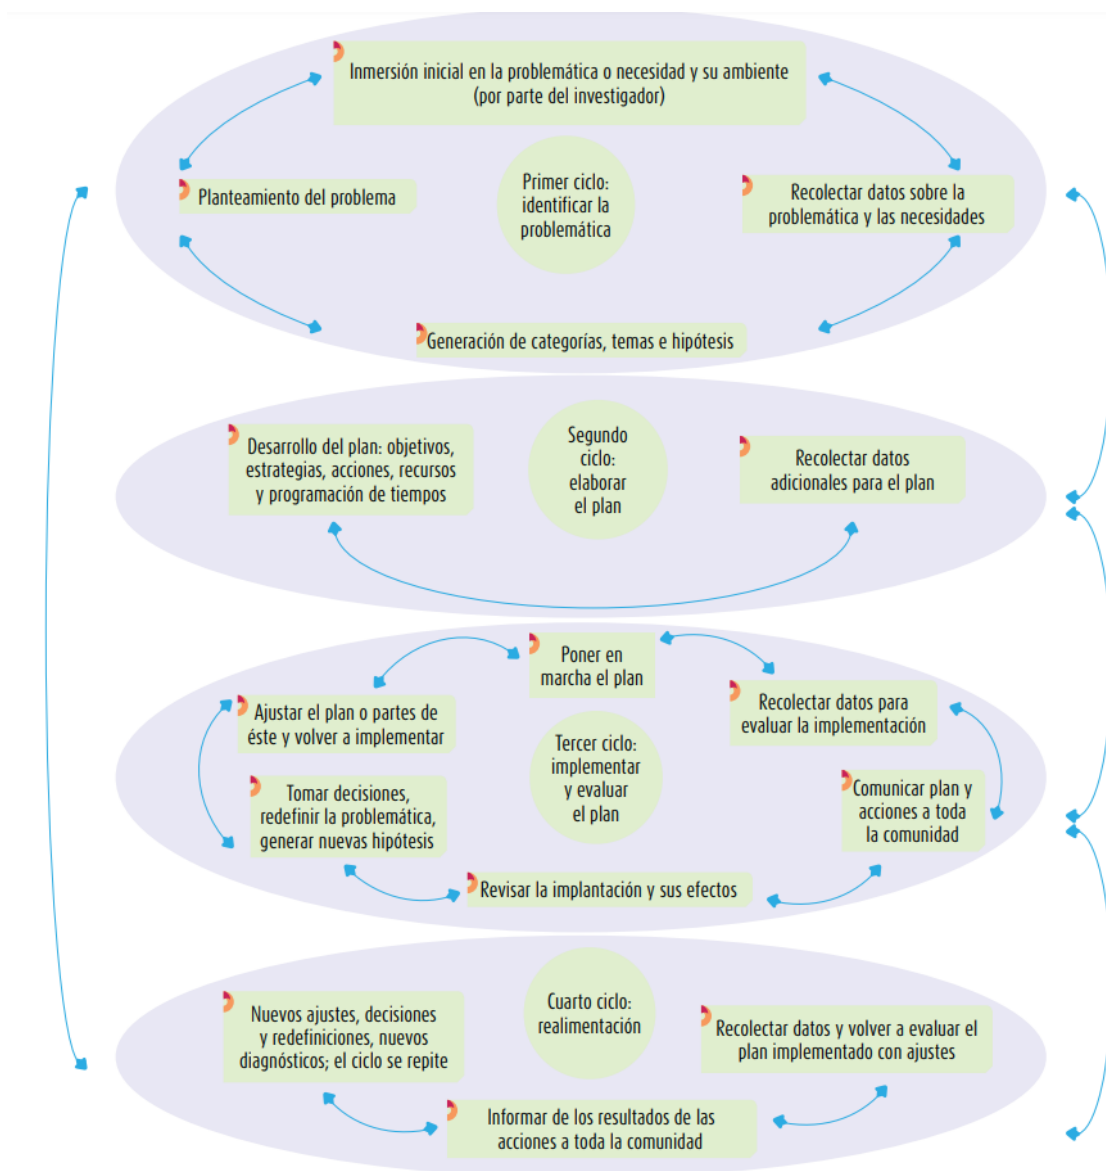 Inmersión inicial en la problemática o necesidad y su ambiente
(por parte del investigador)
Primer ciclo:
identificar la
problemática
Planteamiento del problema
Recolectar datos sobre la
problemática y las necesidades
Generación de categorías, temas e hipótesis
Desarrollo del plan: objetivos,
estrategias, acciones, recursos
y programación de tiempos
Segundo
ciclo:
elaborar
el plan
Recolectar datos
adicionales para el plan
Poner en
marcha el plan
Ajustar el plan o partes de
éste y volver a implementar
Recolectar datos para
evaluar la implementación
Tercer ciclo:
implementar
y evaluar
el plan
Tomar decisiones,
redefinir la problemática,
generar nuevas hipótesis
Comunicar plan y
acciones a toda
la comunidad
Revisar la implantación y sus efectos
Cuarto ciclo:
realimentación
Nuevos ajustes, decisiones
y redefiniciones, nuevos
diagnósticos; el ciclo se repite
Recolectar datos y volver a evaluar el
plan implementado con ajustes
Informar de los resultados de las
acciones a toda la comunidad